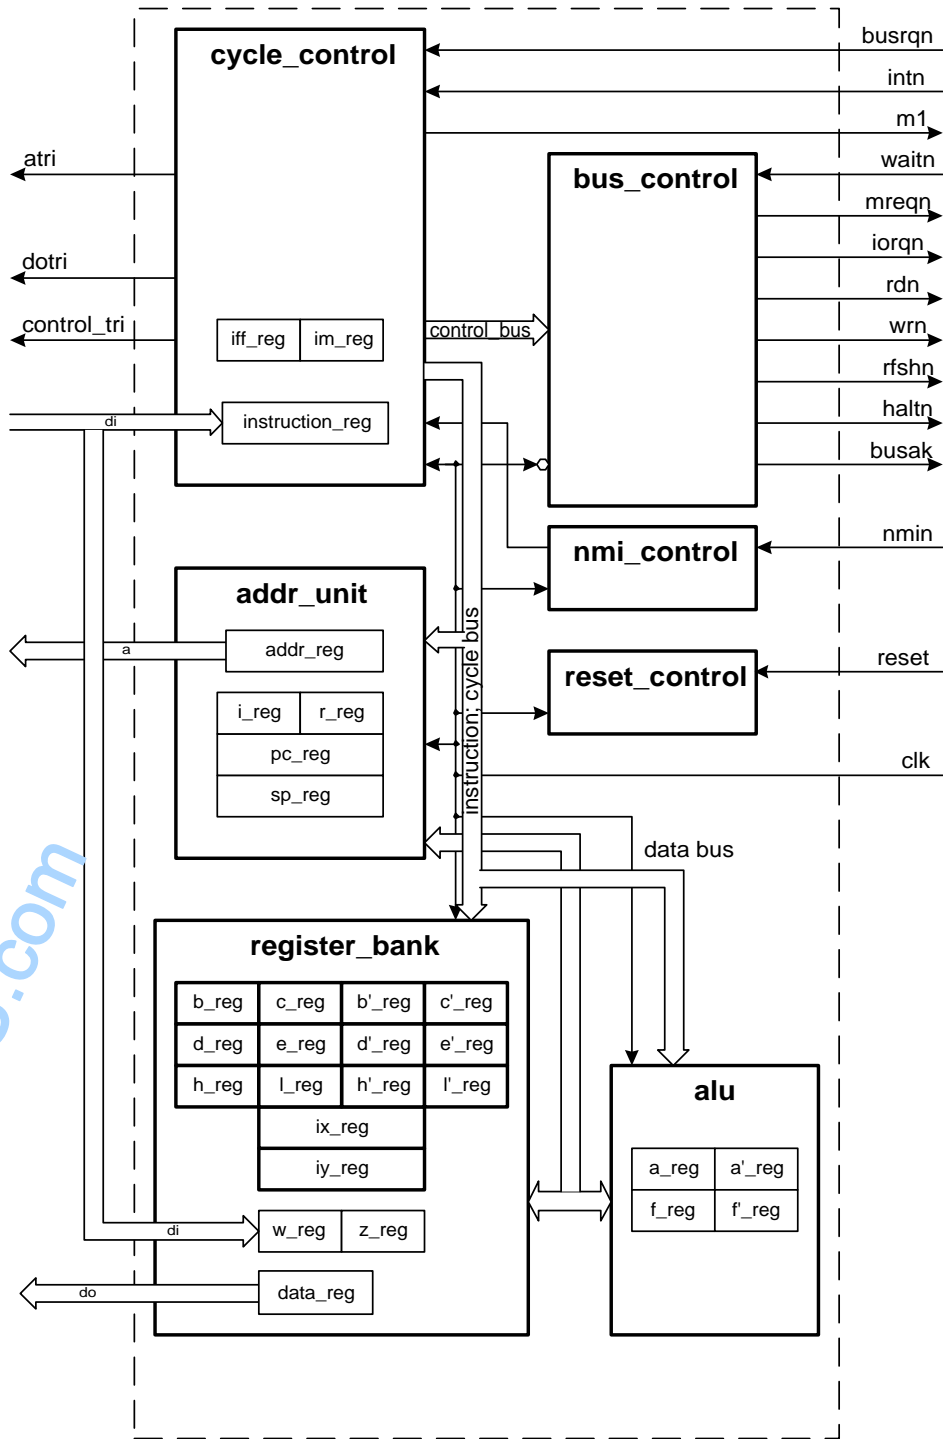 cycle_control
busrqn
intn
m1
atri
bus_control
waitn
mreqn
dotri
iorqn
rdn
control_tri
iff_reg im_reg
control_bus
wrn
rfshn
di
instruction_reg
haltn
busak
nmi_control
nmin
addr_unit
a
addr_reg
instruction; cycle bus
reset_control
reset
i_reg r_reg
pc_reg
sp_reg
clk
data bus
.com
register_bank
b_reg c_reg b'_reg c'_reg
d_reg e_reg d'_reg e'_reg
h_reg l_reg h'_reg l'_reg
ix_reg
iy_reg
alu
a_reg a'_reg
f_reg f'_reg
di
w_reg z_reg
do
data_reg